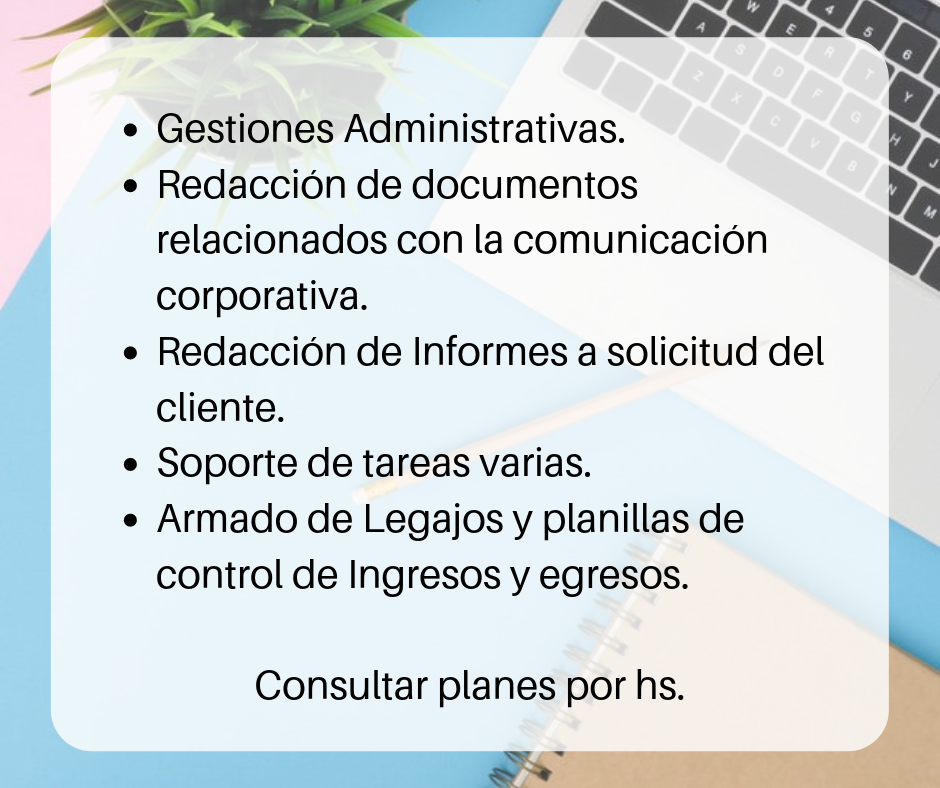 • Gestiones Administrativas.
• Redacción de documentos
relacionados con la comunicación
corporativa.
• Redacción de Informes a solicitud del
cliente.
• Soporte de tareas varias.
• Armado de Legajos y planillas de
control de Ingresos y egresos.
Consultar planes por hs.